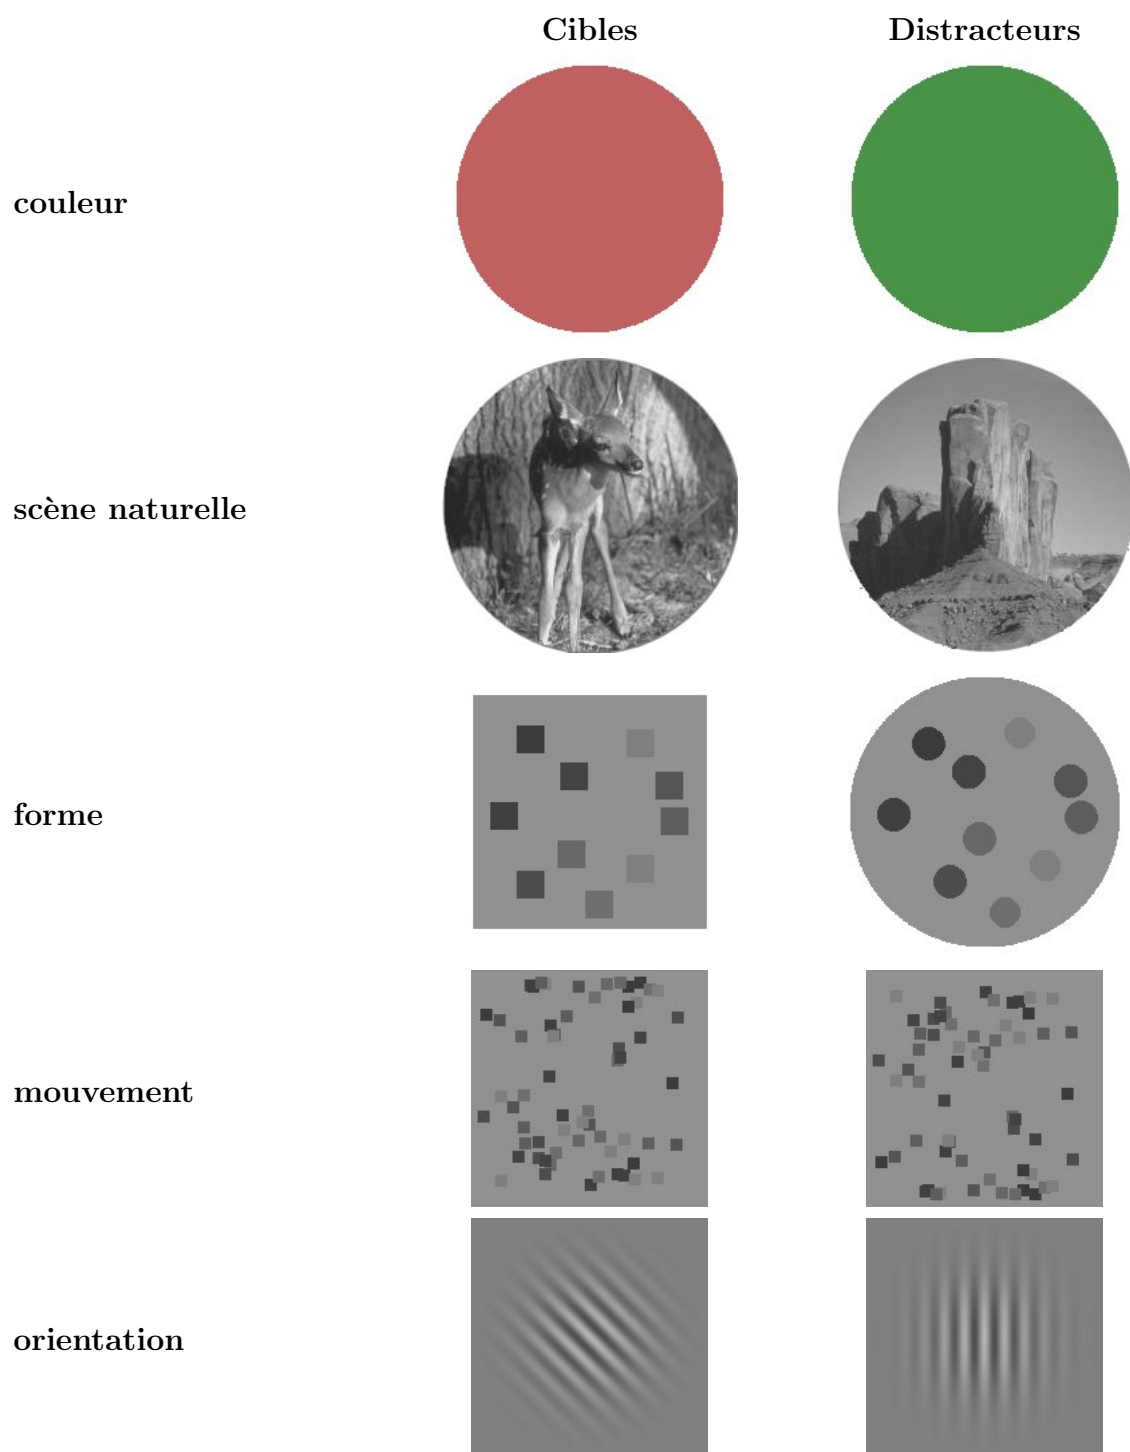 Cibles Distracteurs
couleur
scène naturelle
forme
mouvement
orientation